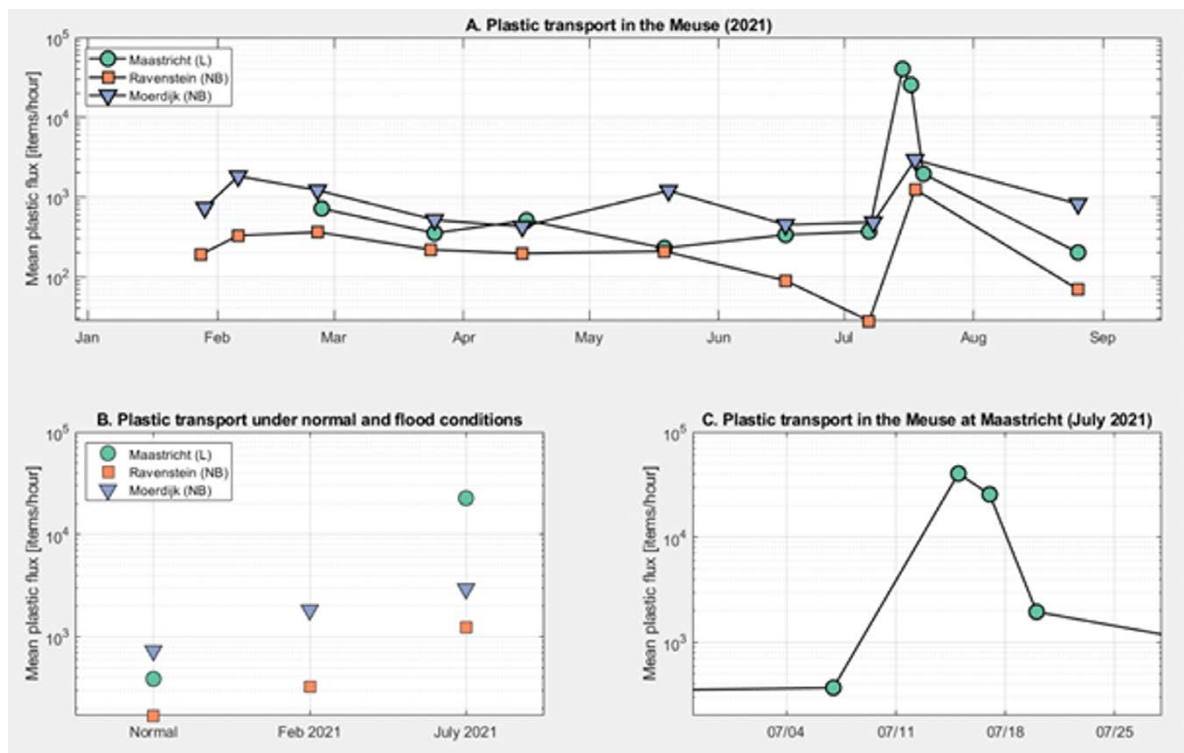 A. Plastic transport in the Meuse (2021)
Mean plastic flux [items/hour]
10^5
10^4
10^3
10^2
Maastricht (L)
Ravenstein (NB)
Moerdijk (NB)
Jan Feb Mar Apr May Jun Jul Aug Sep
B. Plastic transport under normal and flood conditions
Mean plastic flux [items/hour]
10^5
10^4
10^3
Maastricht (L)
Ravenstein (NB)
Moerdijk (NB)
Normal Feb 2021 July 2021
C. Plastic transport in the Meuse at Maastricht (July 2021)
Mean plastic flux [items/hour]
10^5
10^4
10^3
07/04 07/11 07/18 07/25